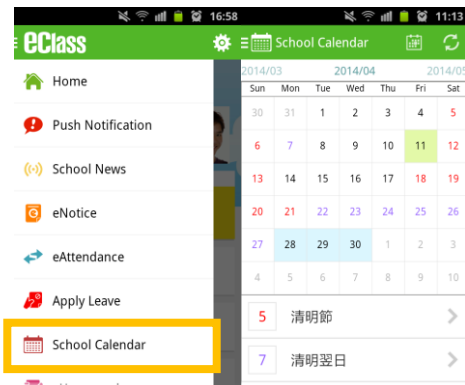 16:58
eClass
Home
Push Notification
School News
eNotice
eAttendance
Apply Leave
School Calendar
11:13
School Calendar
2014/03 2014/04 2014/05
Sun Mon Tue Wed Thu Fri Sat
30 31 1 2 3 4 5
6 7 8 9 10 11 12
13 14 15 16 17 18 19
20 21 22 23 24 25 26
27 28 29 30 1 2 3
4 5 6 7 8 9 10
5 清明節
7 清明翌日